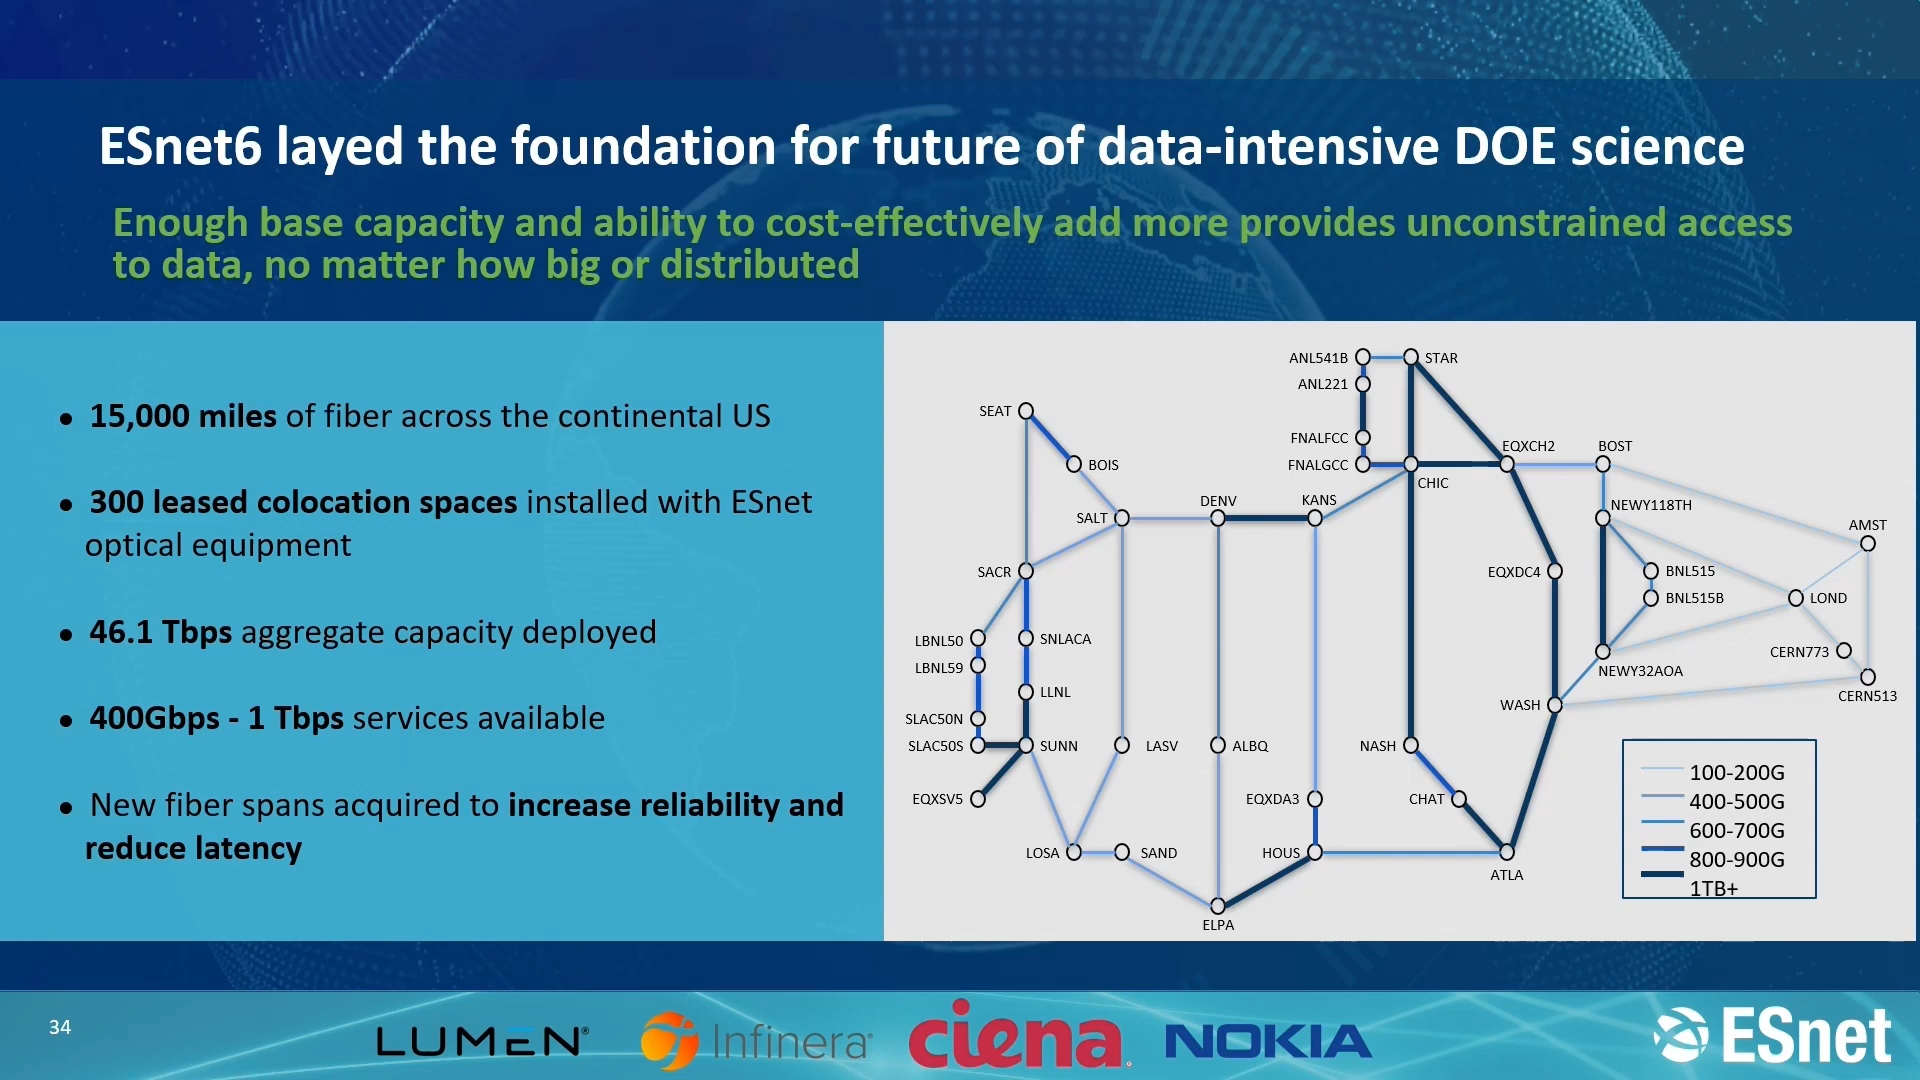 ESnet6 layed the foundation for future of data-intensive DOE science
Enough base capacity and ability to cost-effectively add more provides unconstrained access
to data, no matter how big or distributed
• 15,000 miles of fiber across the continental US
• 300 leased colocation spaces installed with ESnet
optical equipment
• 46.1 Tbps aggregate capacity deployed
• 400Gbps - 1 Tbps services available
• New fiber spans acquired to increase reliability and
reduce latency
ANL541B
STAR
ANL221
SEAT
FNALFCC
EQXCH2
BOST
BOIS
FNALGCC
CHIC
DENV
KANS
NEWY118TH
SALT
AMST
SACR
EQXDC4
BNL515
BNL515B
LOND
LBNL50
SNLACA
LBNL59
CERN773
NEWY32AOA
LLNL
CERN513
SLAC50N
WASH
SLAC50S
SUNN
LASV
ALBQ
NASH
EQXSV5
EQXDA3
CHAT
LOSA
SAND
HOUS
ATLA
ELPA
100-200G
400-500G
600-700G
800-900G
1TB+
34
LUMEN®
Infinera®
ciena®
NOKIA
ESnet